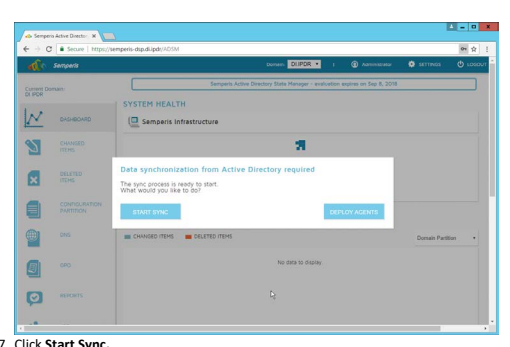 Semperis Active Director
Secure | https://semperis-dsp.di.ipdr/ADSM
Semperis
Domain: DI.IPDR
Administrator
SETTINGS
LOGOUT
Current Domain:
DI.IPDR
Semperis Active Directory State Manager - evaluation expires on Sep 8, 2018
SYSTEM HEALTH
DASHBOARD
Semperis Infrastructure
CHANGED
ITEMS
DELETED
ITEMS
Data synchronization from Active Directory required
The sync process is ready to start.
What would you like to do?
START SYNC
DEPLOY AGENTS
CONFIGURATION
PARTITION
DNS
CHANGED ITEMS
DELETED ITEMS
Domain Partition
GPO
No data to display
REPORTS
7. Click Start Sync.